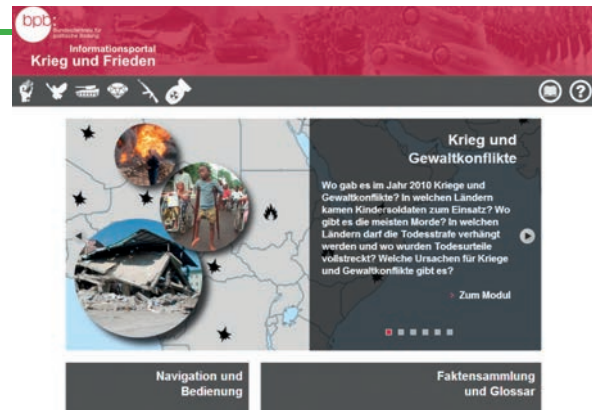 bpb:
Bundeszentrale für
politische Bildung
Informationsportal
Krieg und Frieden
?
Krieg und
Gewaltkonflikte
Wo gab es im Jahr 2010 Kriege und
Gewaltkonflikte? In welchen Ländern
kamen Kindersoldaten zum Einsatz? Wo
gibt es die meisten Morde? In welchen
Ländern darf die Todesstrafe verhängt
werden und wo wurden Todesurteile
vollstreckt? Welche Ursachen für Kriege
und Gewaltkonflikte gibt es?
> Zum Modul
Navigation und
Bedienung
Faktensammlung
und Glossar